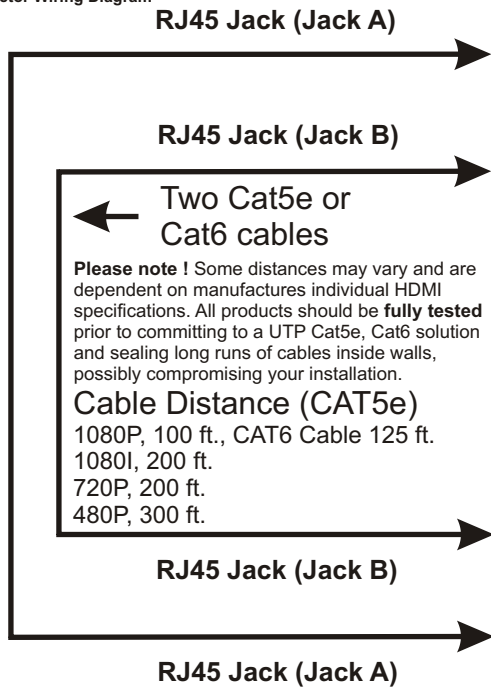 Wiring Diagram
RJ45 Jack (Jack A)
RJ45 Jack (Jack B)
Two Cat5e or
Cat6 cables
Please note ! Some distances may vary and are
dependent on manufactures individual HDMI
specifications. All products should be fully tested
prior to committing to a UTP Cat5e, Cat6 solution
and sealing long runs of cables inside walls,
possibly compromising your installation.
Cable Distance (CAT5e)
1080P, 100 ft., CAT6 Cable 125 ft.
1080I, 200 ft.
720P, 200 ft.
480P, 300 ft.
RJ45 Jack (Jack B)
RJ45 Jack (Jack A)